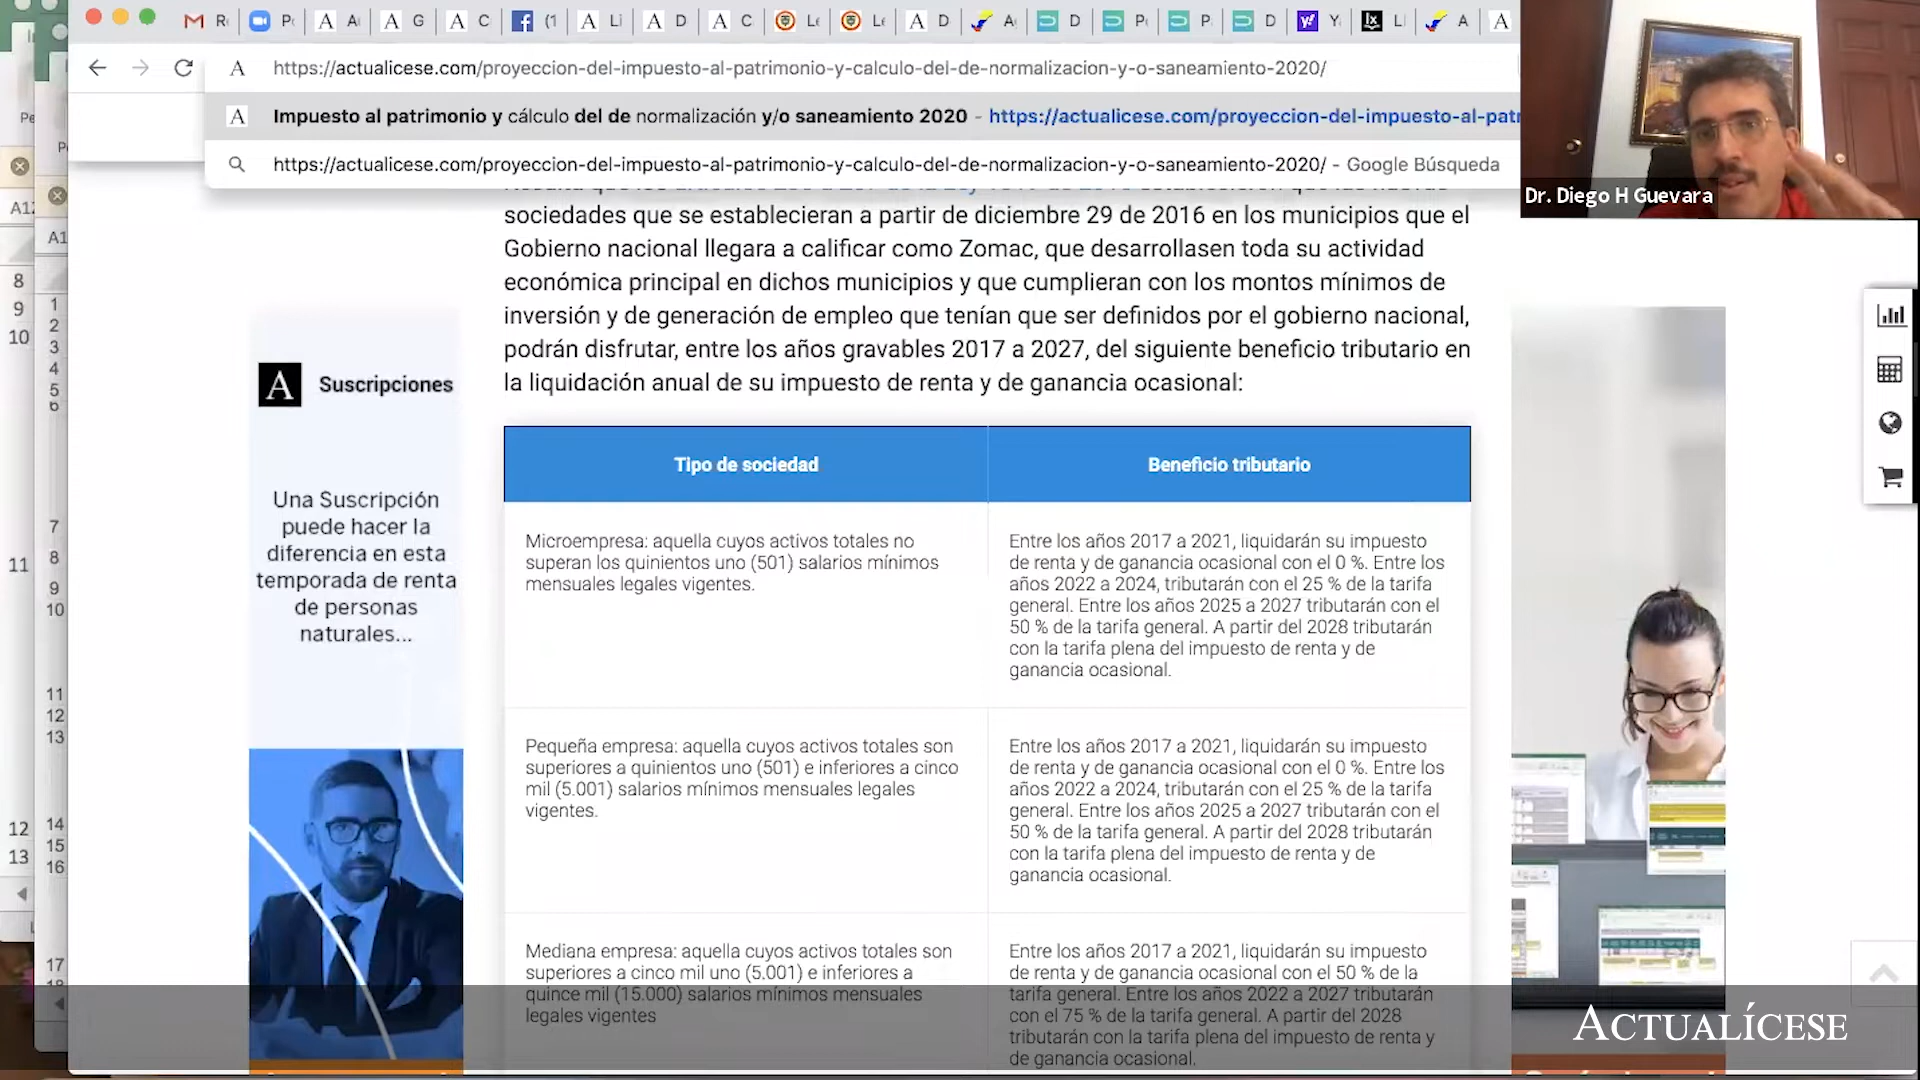 https://actualicese.com/proyeccion-del-impuesto-al-patrimonio-y-calculo-del-de-normalizacion-y-o-saneamiento-2020/
Impuesto al patrimonio y cálculo del de normalización y/o saneamiento 2020 - https://actualicese.com/proyeccion-del-impuesto-al-patr
https://actualicese.com/proyeccion-del-impuesto-al-patrimonio-y-calculo-del-de-normalizacion-y-o-saneamiento-2020/ - Google Búsqueda
Dr. Diego H Guevara
sociedades que se establecieran a partir de diciembre 29 de 2016 en los municipios que el
Gobierno nacional llegara a calificar como Zomac, que desarrollasen toda su actividad
económica principal en dichos municipios y que cumplieran con los montos mínimos de
inversión y de generación de empleo que tenían que ser definidos por el gobierno nacional,
podrán disfrutar, entre los años gravables 2017 a 2027, del siguiente beneficio tributario en
la liquidación anual de su impuesto de renta y de ganancia ocasional:
A Suscripciones
Una Suscripción
puede hacer la
diferencia en esta
temporada de renta
de personas
naturales...
Tipo de sociedad
Beneficio tributario
Microempresa: aquella cuyos activos totales no
superan los quinientos uno (501) salarios mínimos
mensuales legales vigentes.
Entre los años 2017 a 2021, liquidarán su impuesto
de renta y de ganancia ocasional con el 0 %. Entre los
años 2022 a 2024, tributarán con el 25 % de la tarifa
general. Entre los años 2025 a 2027 tributarán con el
50 % de la tarifa general. A partir del 2028 tributarán
con la tarifa plena del impuesto de renta y de
ganancia ocasional.
Pequeña empresa: aquella cuyos activos totales son
superiores a quinientos uno (501) e inferiores a cinco
mil (5.001) salarios mínimos mensuales legales
vigentes.
Entre los años 2017 a 2021, liquidarán su impuesto
de renta y de ganancia ocasional con el 0 %. Entre los
años 2022 a 2024, tributarán con el 25 % de la tarifa
general. Entre los años 2025 a 2027 tributarán con el
50 % de la tarifa general. A partir del 2028 tributarán
con la tarifa plena del impuesto de renta y de
ganancia ocasional.
Mediana empresa: aquella cuyos activos totales son
superiores a cinco mil uno (5.001) e inferiores a
quince mil (15.000) salarios mínimos mensuales
legales vigentes
Entre los años 2017 a 2021, liquidarán su impuesto
de renta y de ganancia ocasional con el 50 % de la
tarifa general. Entre los años 2022 a 2027 tributarán
con el 75 % de la tarifa general. A partir del 2028
tributarán con la tarifa plena del impuesto de renta y
de ganancia ocasional.
ACTUALÍCESE